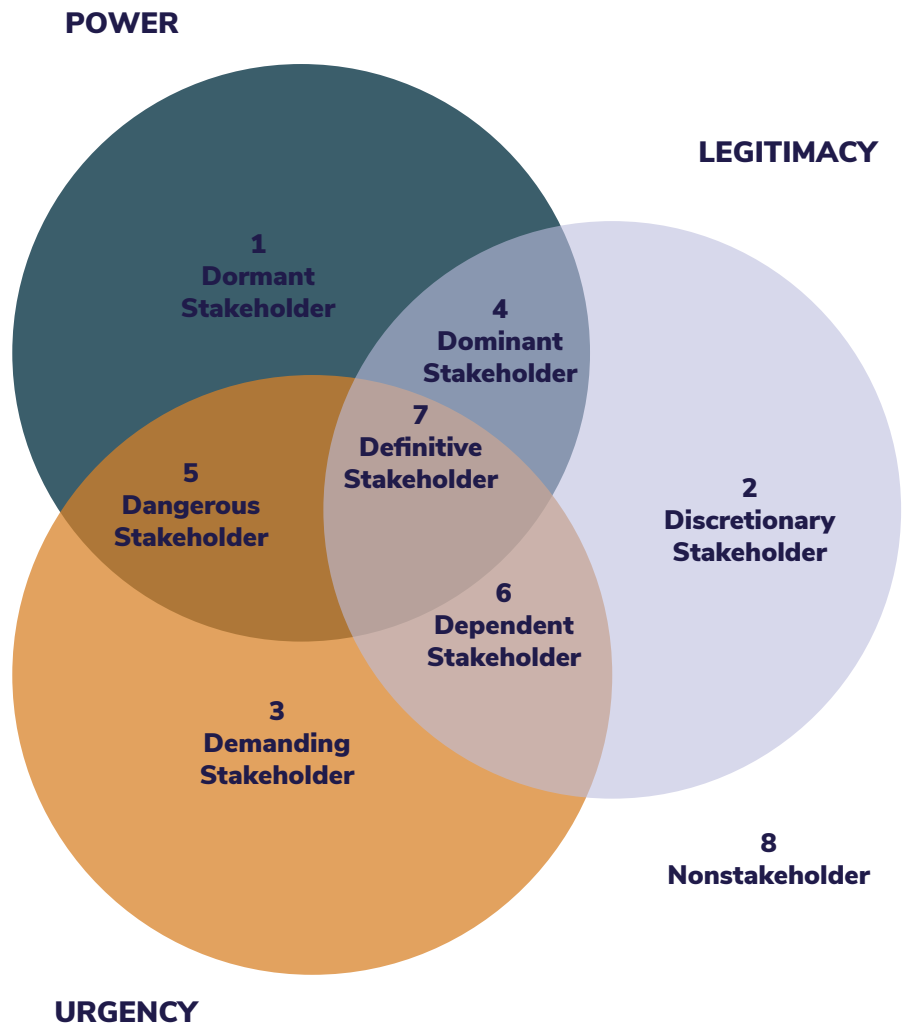 POWER
LEGITIMACY
1
Dormant
Stakeholder
4
Dominant
Stakeholder
7
Definitive
Stakeholder
5
Dangerous
Stakeholder
2
Discretionary
Stakeholder
6
Dependent
Stakeholder
3
Demanding
Stakeholder
8
Nonstakeholder
URGENCY